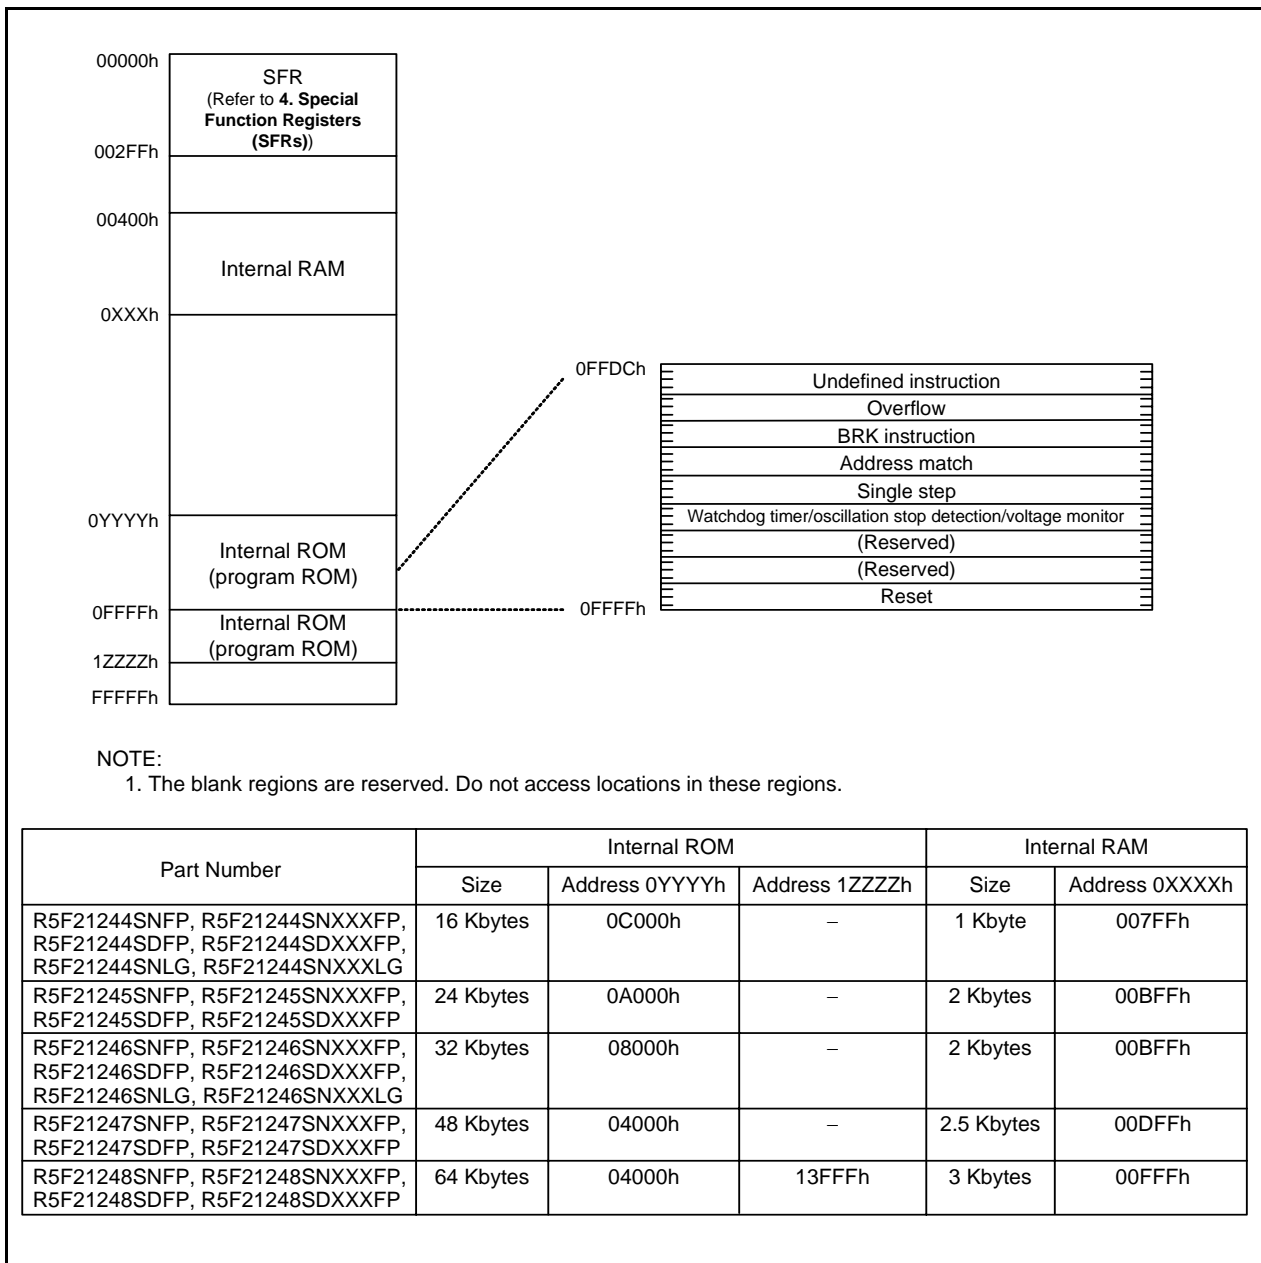 00000h
SFR
(Refer to 4. Special
Function Registers
(SFRs))
002FFh
00400h
Internal RAM
0XXXh
0YYYYh
Internal ROM
(program ROM)
0FFFFh
Internal ROM
(program ROM)
1ZZZZh
FFFFFh
0FFDCh
Undefined instruction
Overflow
BRK instruction
Address match
Single step
Watchdog timer/oscillation stop detection/voltage monitor
(Reserved)
(Reserved)
Reset
0FFFFh
NOTE:
1. The blank regions are reserved. Do not access locations in these regions.
Part Number Internal ROM Internal RAM
Size Address 0YYYYh Address 1ZZZZh Size Address 0XXXXh
R5F21244SNFP, R5F21244SNXXXFP, 16 Kbytes 0C000h – 1 Kbyte 007FFh
R5F21244SDFP, R5F21244SDXXXFP,
R5F21244SNLG, R5F21244SNXXXLG
R5F21245SNFP, R5F21245SNXXXFP, 24 Kbytes 0A000h – 2 Kbytes 00BFFh
R5F21245SDFP, R5F21245SDXXXFP
R5F21246SNFP, R5F21246SNXXXFP, 32 Kbytes 08000h – 2 Kbytes 00BFFh
R5F21246SDFP, R5F21246SDXXXFP,
R5F21246SNLG, R5F21246SNXXXLG
R5F21247SNFP, R5F21247SNXXXFP, 48 Kbytes 04000h – 2.5 Kbytes 00DFFh
R5F21247SDFP, R5F21247SDXXXFP
R5F21248SNFP, R5F21248SNXXXFP, 64 Kbytes 04000h 13FFFh 3 Kbytes 00FFFh
R5F21248SDFP, R5F21248SDXXXFP